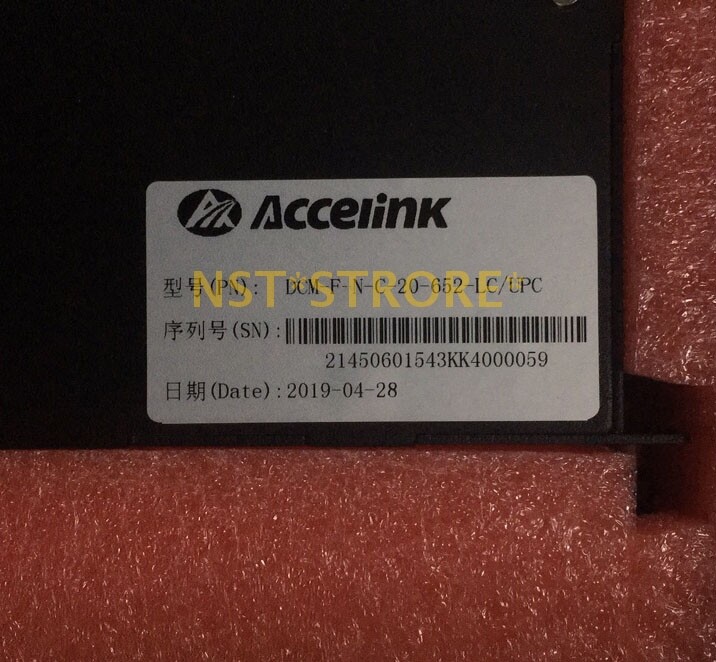 Accelink
型号(PN): DCM-F-N-C-20-652-LC/UPC
NST*STRORE*
序列号(SN):
21450601543KK4000059
日期(Date):2019-04-28